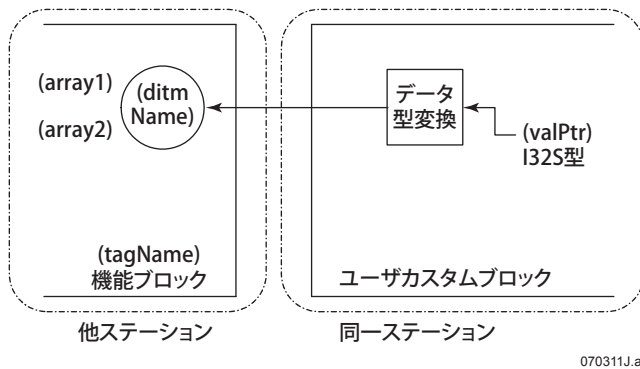 (array1)
(array2)
(ditm
Name)
(tagName)
機能ブロック
他ステーション
データ
型変換
(valPtr)
I32S型
ユーザカスタムブロック
同一ステーション
070311J.a